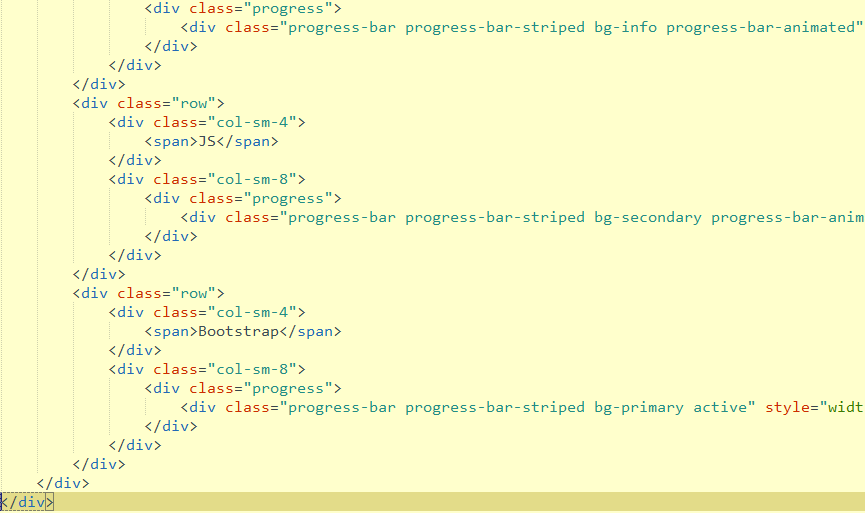 <div class="progress">
<div class="progress-bar progress-bar-striped bg-info progress-bar-animated"
</div>
</div>
</div>
<div class="row">
<div class="col-sm-4">
<span>JS</span>
</div>
<div class="col-sm-8">
<div class="progress">
<div class="progress-bar progress-bar-striped bg-secondary progress-bar-anim
</div>
</div>
</div>
<div class="row">
<div class="col-sm-4">
<span>Bootstrap</span>
</div>
<div class="col-sm-8">
<div class="progress">
<div class="progress-bar progress-bar-striped bg-primary active" style="widt
</div>
</div>
</div>
</div>
</div>